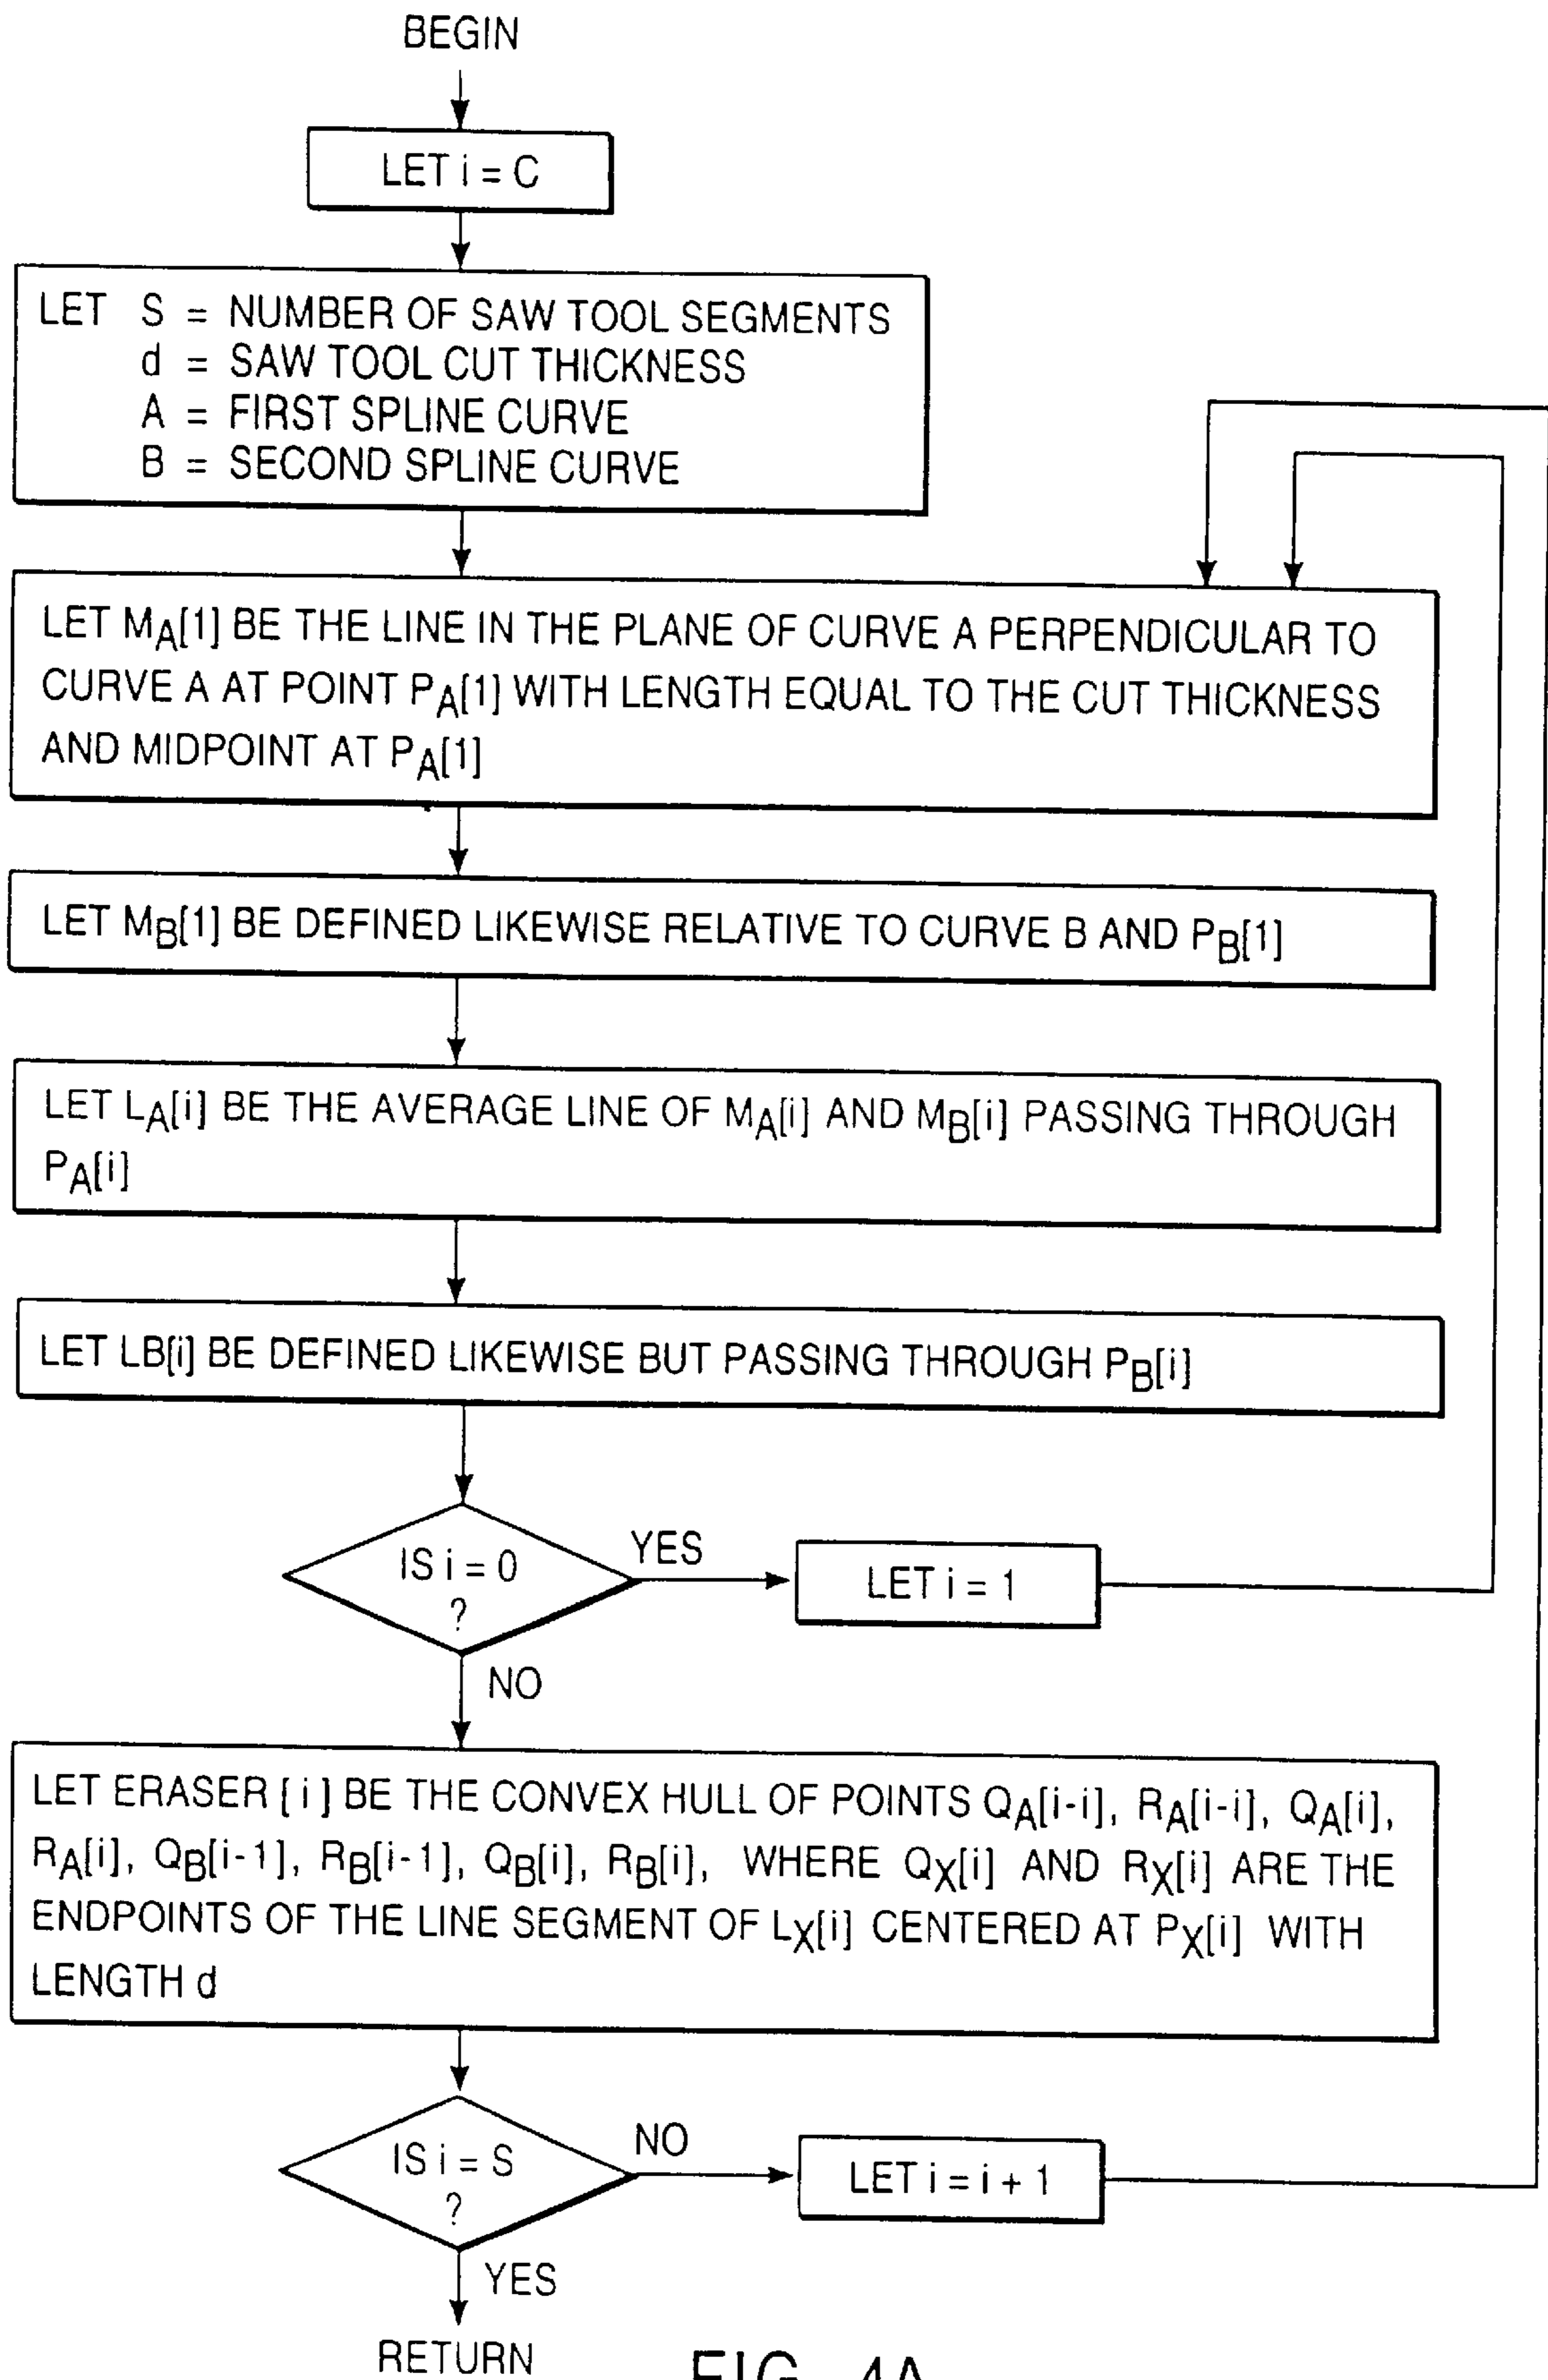 BEGIN
LET i = C
LET S = NUMBER OF SAW TOOL SEGMENTS
d = SAW TOOL CUT THICKNESS
A = FIRST SPLINE CURVE
B = SECOND SPLINE CURVE
LET MA[1] BE THE LINE IN THE PLANE OF CURVE A PERPENDICULAR TO
CURVE A AT POINT PA[1] WITH LENGTH EQUAL TO THE CUT THICKNESS
AND MIDPOINT AT PA[1]
LET MB[1] BE DEFINED LIKEWISE RELATIVE TO CURVE B AND PB[1]
LET LA[i] BE THE AVERAGE LINE OF MA[i] AND MB[i] PASSING THROUGH
PA[i]
LET LB[i] BE DEFINED LIKEWISE BUT PASSING THROUGH PB[i]
IS i = 0
?
YES
LET i = 1
NO
LET ERASER [ i ] BE THE CONVEX HULL OF POINTS QA[i-i], RA[i-i], QA[i],
RA[i], QB[i-1], RB[i-1], QB[i], RB[i], WHERE QX[i] AND RX[i] ARE THE
ENDPOINTS OF THE LINE SEGMENT OF LX[i] CENTERED AT PX[i] WITH
LENGTH d
IS i = S
?
NO
LET i = i + 1
YES
RETURN
FIG. 4A